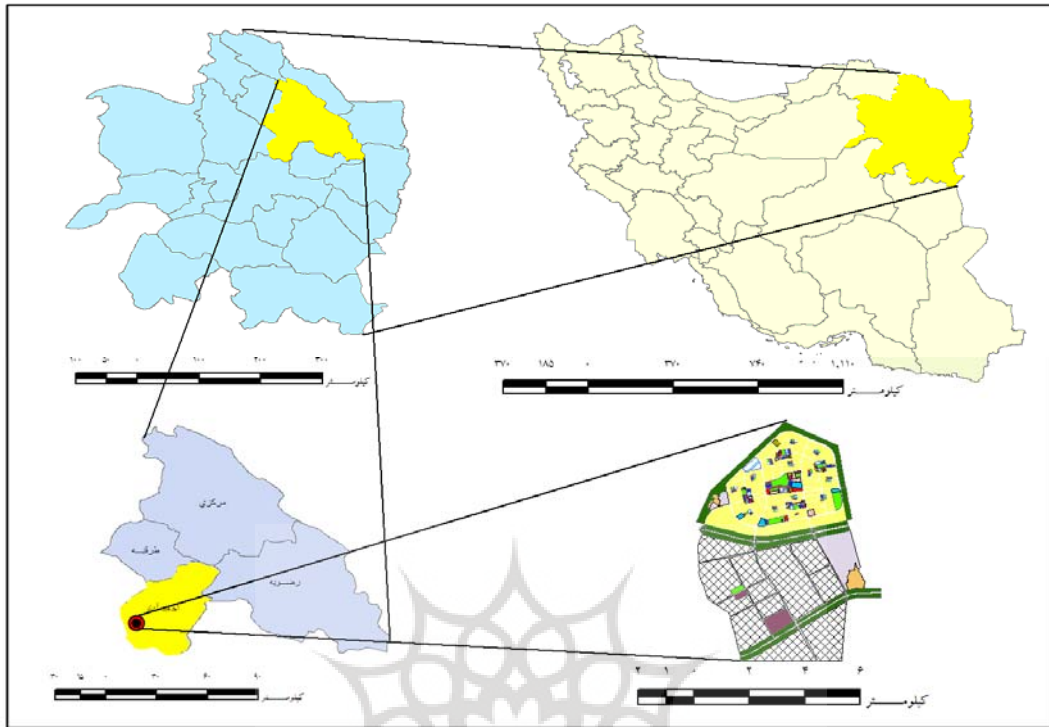 ۱۰۰ ۵۰ ۰ ۱۰۰ ۲۰۰ ۳۰۰
کیلومتر
۳۷۰ ۱۸۵ ۰ ۳۷۰ ۷۴۰ ۱,۱۱۰
کیلومتر
مرکزی
طرقبه
رضویه
۳۰ ۱۵ ۰ ۳۰ ۶۰ ۹۰
کیلومتر
۲ ۱ ۰ ۲ ۴ ۶
کیلومتر